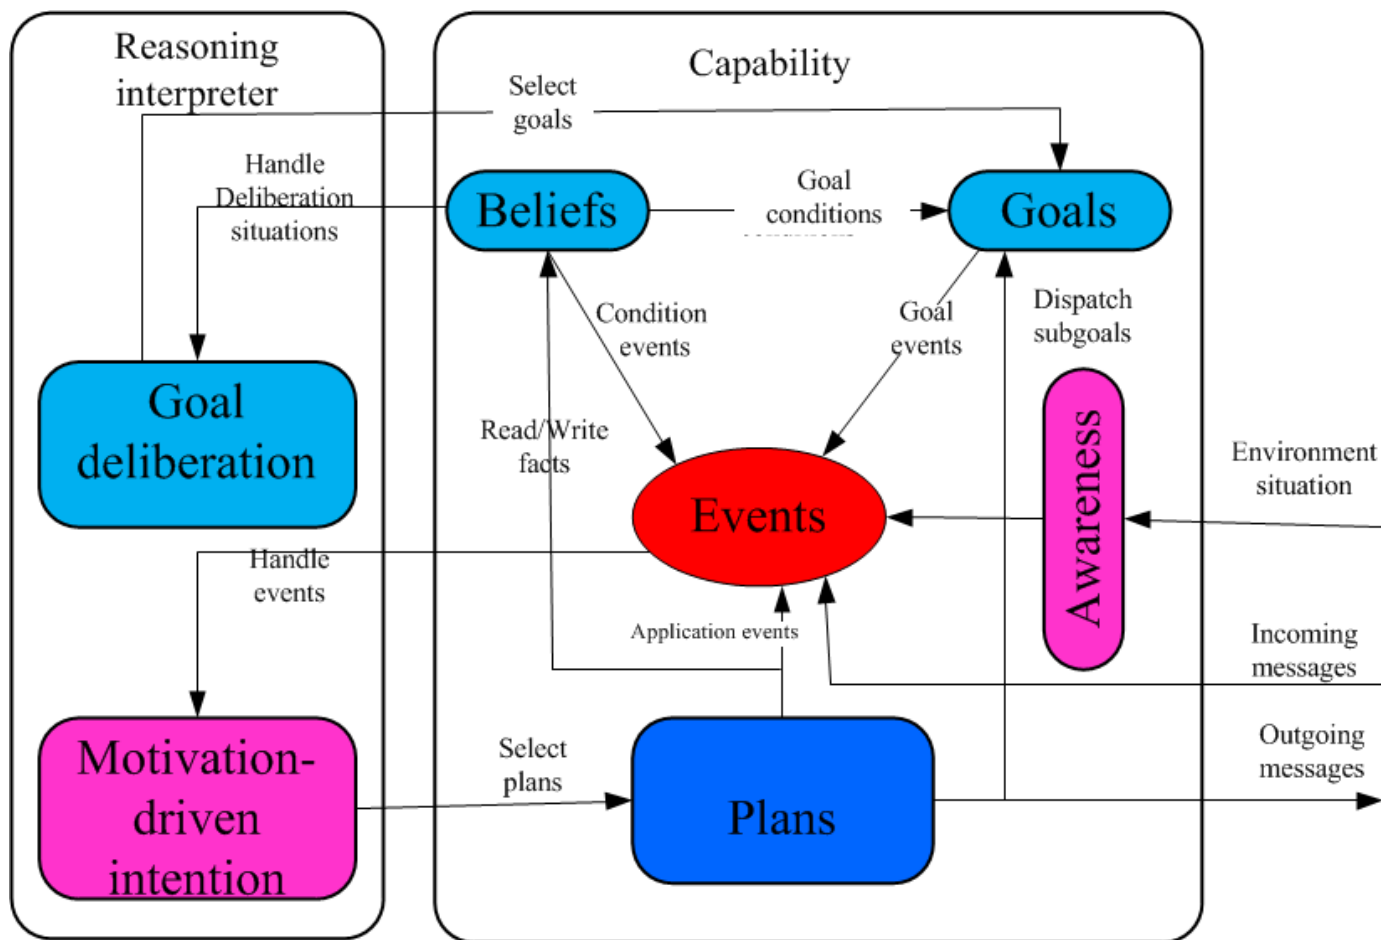 Reasoning
interpreter
Capability
Select
goals
Handle
Deliberation
situations
Beliefs
Goal
conditions
Goals
Condition
events
Goal
events
Dispatch
subgoals
Goal
deliberation
Read/Write
facts
Events
Awareness
Environment
situation
Handle
events
Application events
Incoming
messages
Motivation-
driven
intention
Select
plans
Plans
Outgoing
messages